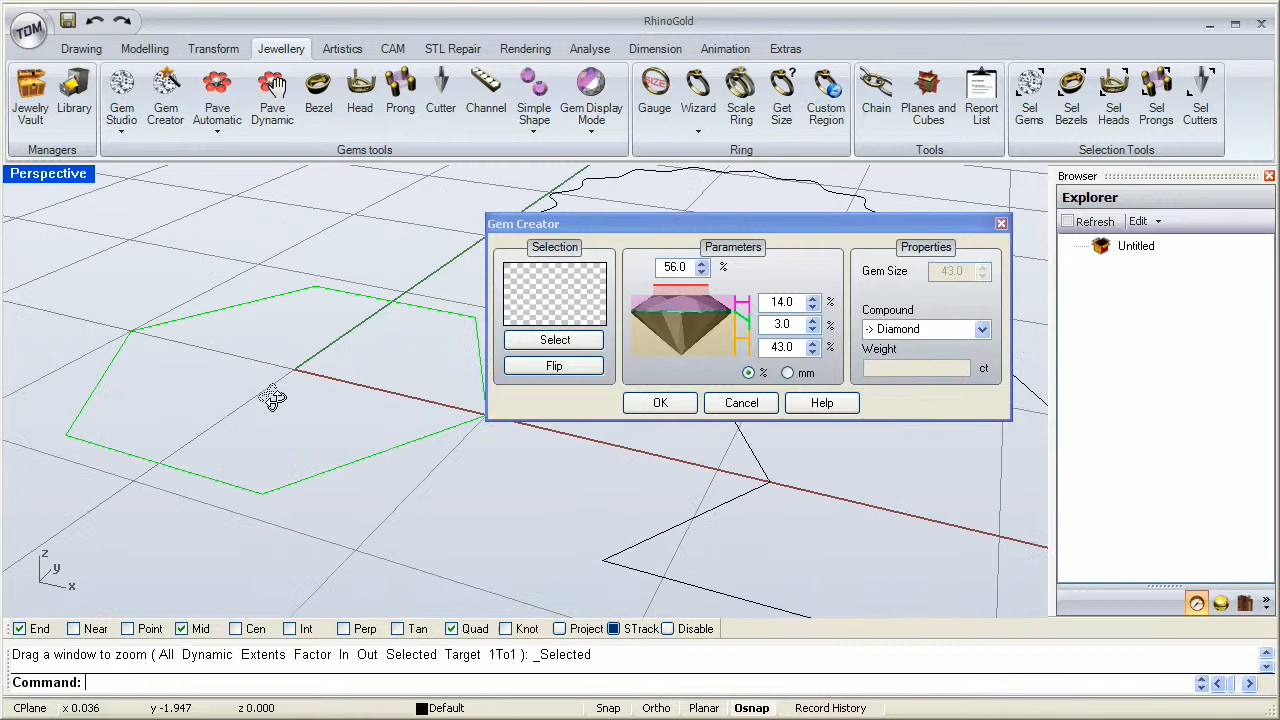 TDM
RhinoGold
Drawing Modelling Transform Jewellery Artistics CAM STL Repair Rendering Analyse Dimension Animation Extras
Jewelry Vault
Library
Gem Studio
Gem Creator
Pave Automatic
Pave Dynamic
Bezel
Head
Prong
Cutter
Channel
Simple Shape
Gem Display Mode
SIZE
Gauge
Wizard
Scale Ring
Get Size
Custom Region
Chain
Planes and Cubes
Report List
Sel Gems
Sel Bezels
Sel Heads
Sel Prongs
Sel Cutters
Managers Gems tools Ring Tools Selection Tools
Perspective
Browser
Explorer
Refresh Edit
Untitled
Gem Creator
Selection Parameters Properties
56.0 %
Gem Size 43.0
14.0 %
Compound
3.0 %
-> Diamond
Select
43.0 %
Weight
Flip
% mm
ct
OK Cancel Help
z
y
x
End Near Point Mid Cen Int Perp Tan Quad Knot Project STrack Disable
Drag a window to zoom ( All Dynamic Extents Factor In Out Selected Target 1To1 ): _Selected
Command:
CPlane x 0.036 y -1.947 z 0.000 Default Snap Ortho Planar Osnap Record History